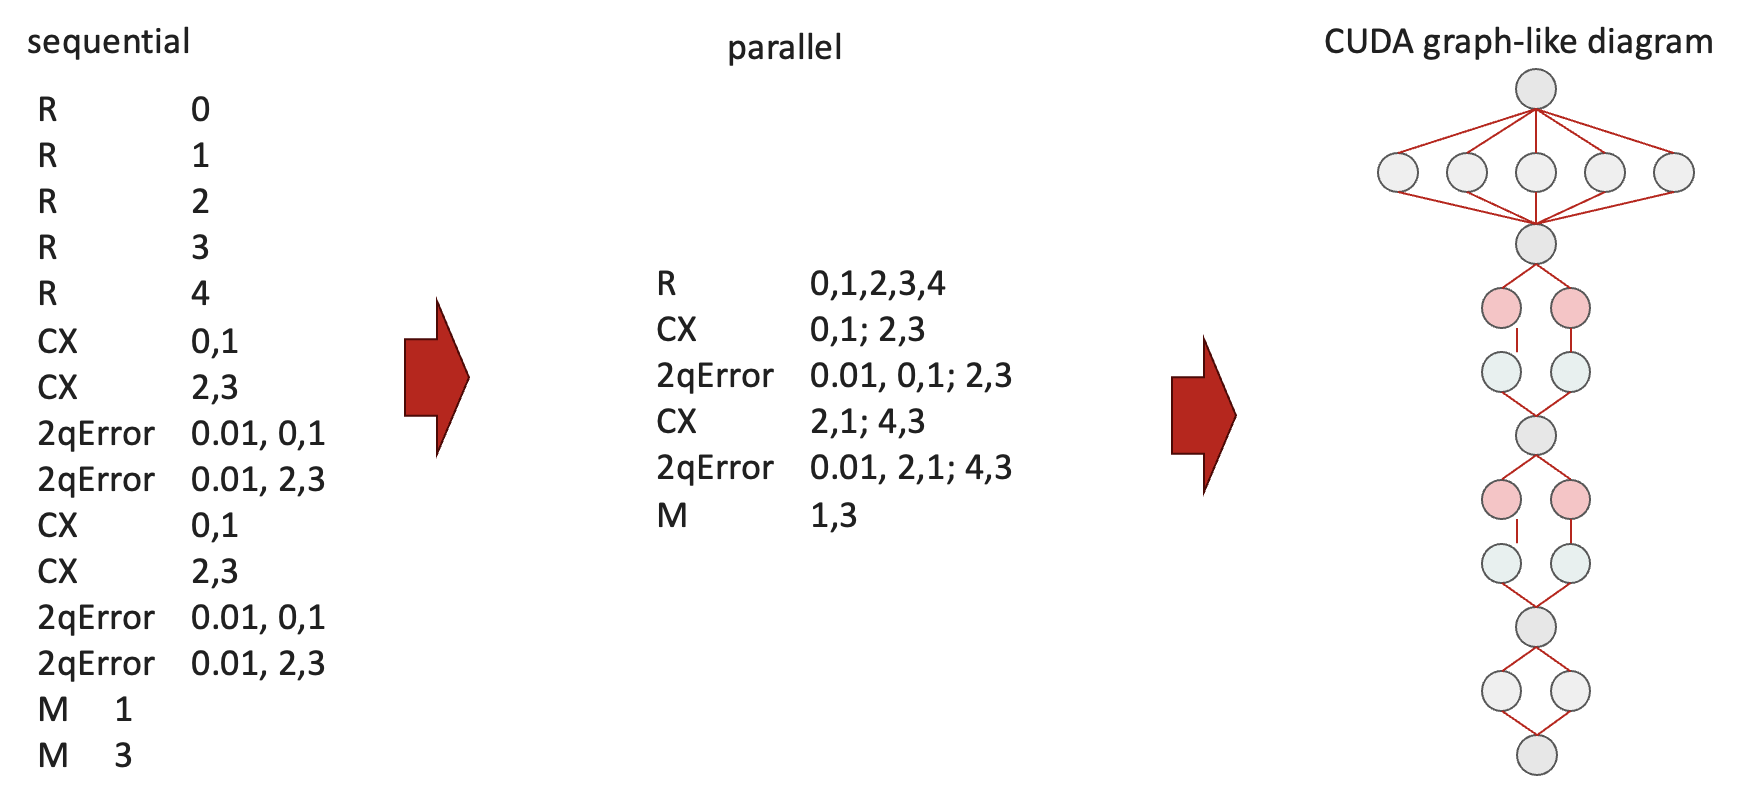 sequential
R 0
R 1
R 2
R 3
R 4
CX 0,1
CX 2,3
2qError 0.01, 0,1
2qError 0.01, 2,3
CX 0,1
CX 2,3
2qError 0.01, 0,1
2qError 0.01, 2,3
M 1
M 3
parallel
R 0,1,2,3,4
CX 0,1; 2,3
2qError 0.01, 0,1; 2,3
CX 2,1; 4,3
2qError 0.01, 2,1; 4,3
M 1,3
CUDA graph-like diagram